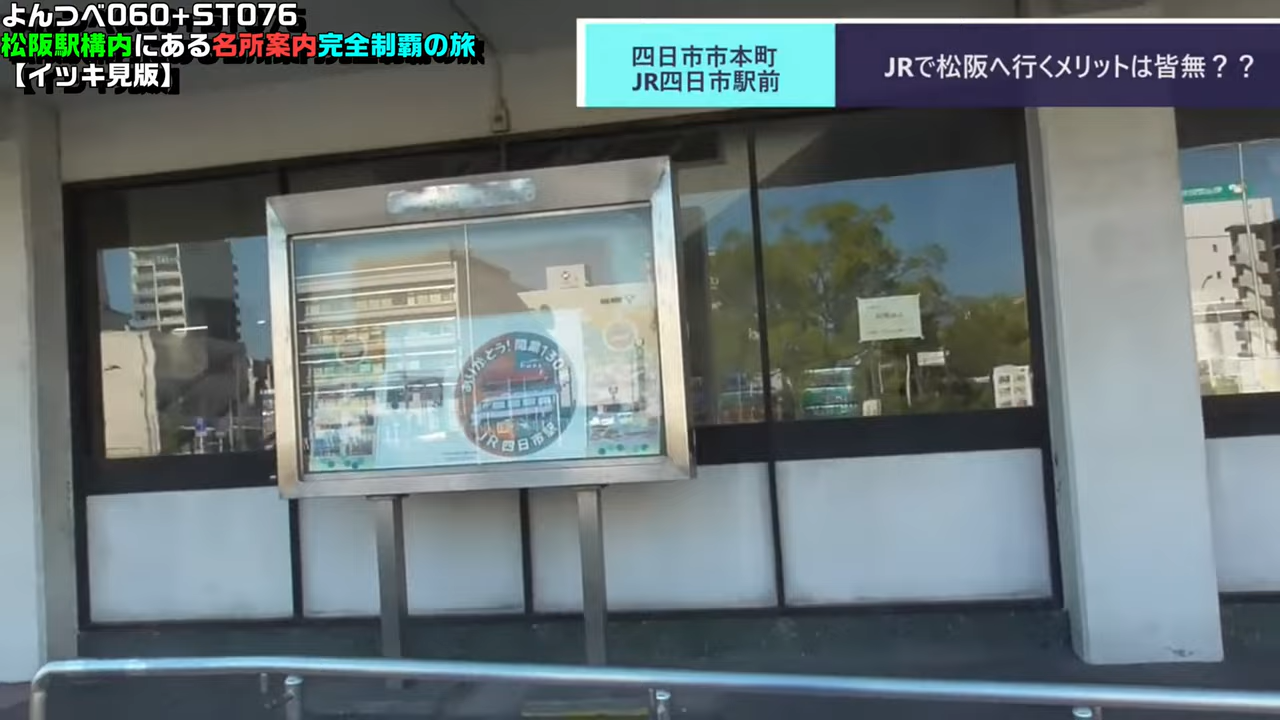 よんつべ060+ST076
松阪駅構内にある名所案内完全制覇の旅
【イツキ見版】
四日市市本町
JR四日市駅前
JRで松阪へ行くメリットは皆無？？
ありがとう!開業130周年
JR四日市駅